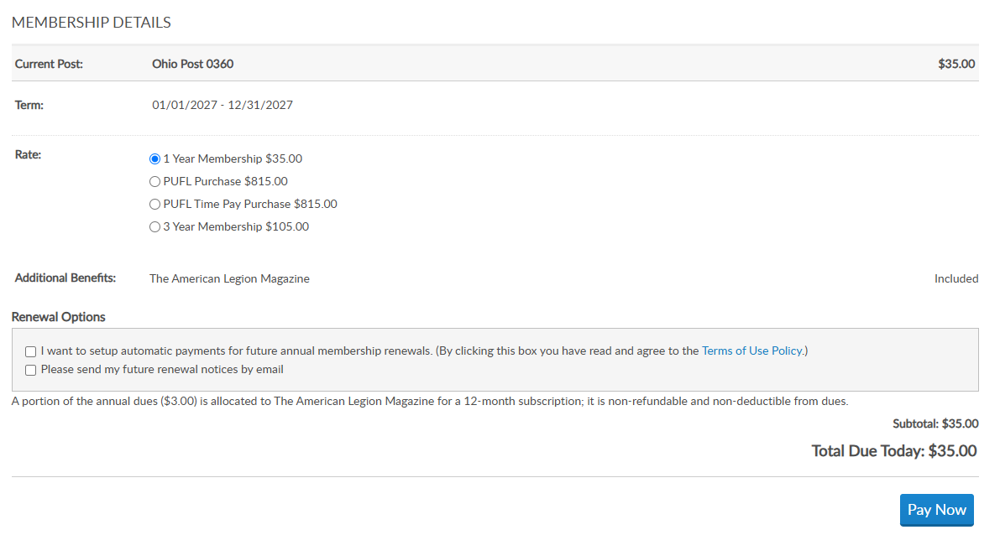 MEMBERSHIP DETAILS
Current Post: Ohio Post 0360 $35.00
Term: 01/01/2027 - 12/31/2027
Rate: 1 Year Membership $35.00
PUFL Purchase $815.00
PUFL Time Pay Purchase $815.00
3 Year Membership $105.00
Additional Benefits: The American Legion Magazine Included
Renewal Options
I want to setup automatic payments for future annual membership renewals. (By clicking this box you have read and agree to the Terms of Use Policy.)
Please send my future renewal notices by email
A portion of the annual dues ($3.00) is allocated to The American Legion Magazine for a 12-month subscription; it is non-refundable and non-deductible from dues.
Subtotal: $35.00
Total Due Today: $35.00
Pay Now